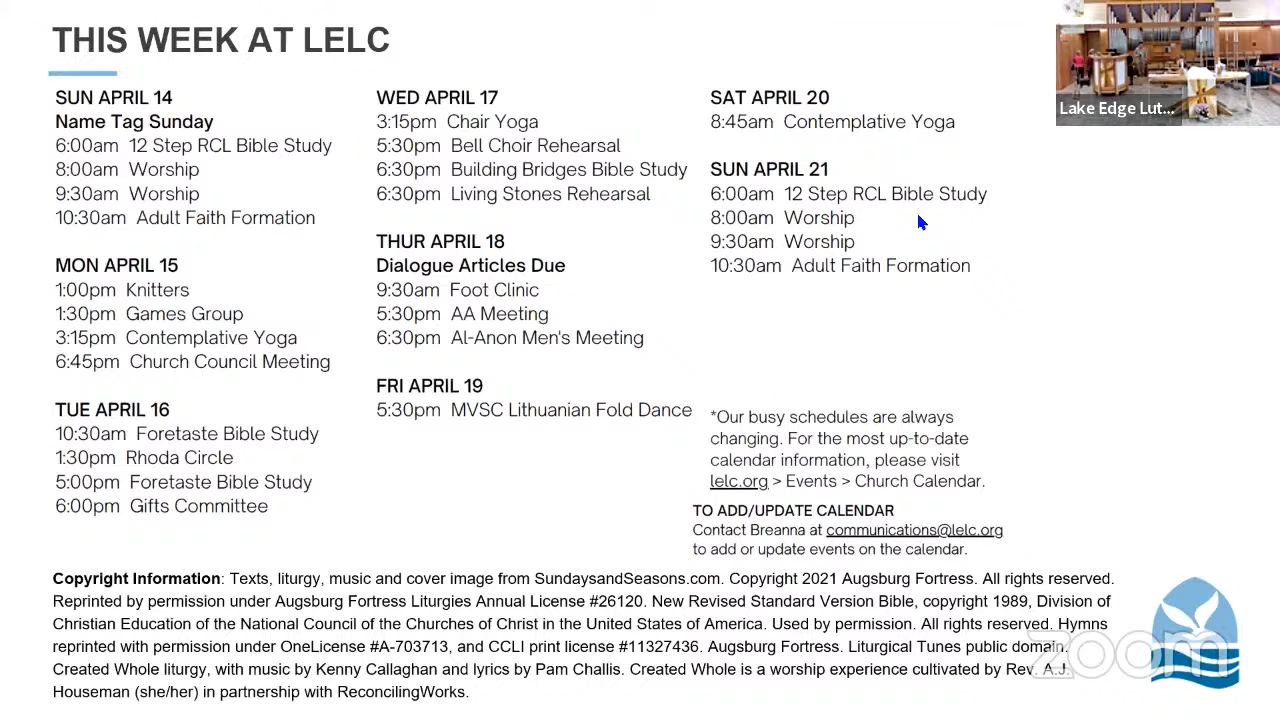 THIS WEEK AT LELC
SUN APRIL 14
Name Tag Sunday
6:00am 12 Step RCL Bible Study
8:00am Worship
9:30am Worship
10:30am Adult Faith Formation
MON APRIL 15
1:00pm Knitters
1:30pm Games Group
3:15pm Contemplative Yoga
6:45pm Church Council Meeting
TUE APRIL 16
10:30am Foretaste Bible Study
1:30pm Rhoda Circle
5:00pm Foretaste Bible Study
6:00pm Gifts Committee
WED APRIL 17
3:15pm Chair Yoga
5:30pm Bell Choir Rehearsal
6:30pm Building Bridges Bible Study
6:30pm Living Stones Rehearsal
THUR APRIL 18
Dialogue Articles Due
9:30am Foot Clinic
5:30pm AA Meeting
6:30pm Al-Anon Men's Meeting
FRI APRIL 19
5:30pm MVSC Lithuanian Fold Dance
SAT APRIL 20
8:45am Contemplative Yoga
SUN APRIL 21
6:00am 12 Step RCL Bible Study
8:00am Worship
9:30am Worship
10:30am Adult Faith Formation
*Our busy schedules are always
changing. For the most up-to-date
calendar information, please visit
lelc.org > Events > Church Calendar.
TO ADD/UPDATE CALENDAR
Contact Breanna at communications@lelc.org
to add or update events on the calendar.
Copyright Information: Texts, liturgy, music and cover image from SundaysandSeasons.com. Copyright 2021 Augsburg Fortress. All rights reserved.
Reprinted by permission under Augsburg Fortress Liturgies Annual License #26120. New Revised Standard Version Bible, copyright 1989, Division of
Christian Education of the National Council of the Churches of Christ in the United States of America. Used by permission. All rights reserved. Hymns
reprinted with permission under OneLicense #A-703713, and CCLI print license #11327436. Augsburg Fortress. Liturgical Tunes public domain.
Created Whole liturgy, with music by Kenny Callaghan and lyrics by Pam Challis. Created Whole is a worship experience cultivated by Rev. A.J.
Houseman (she/her) in partnership with ReconcilingWorks.
Lake Edge Lut...
zoom